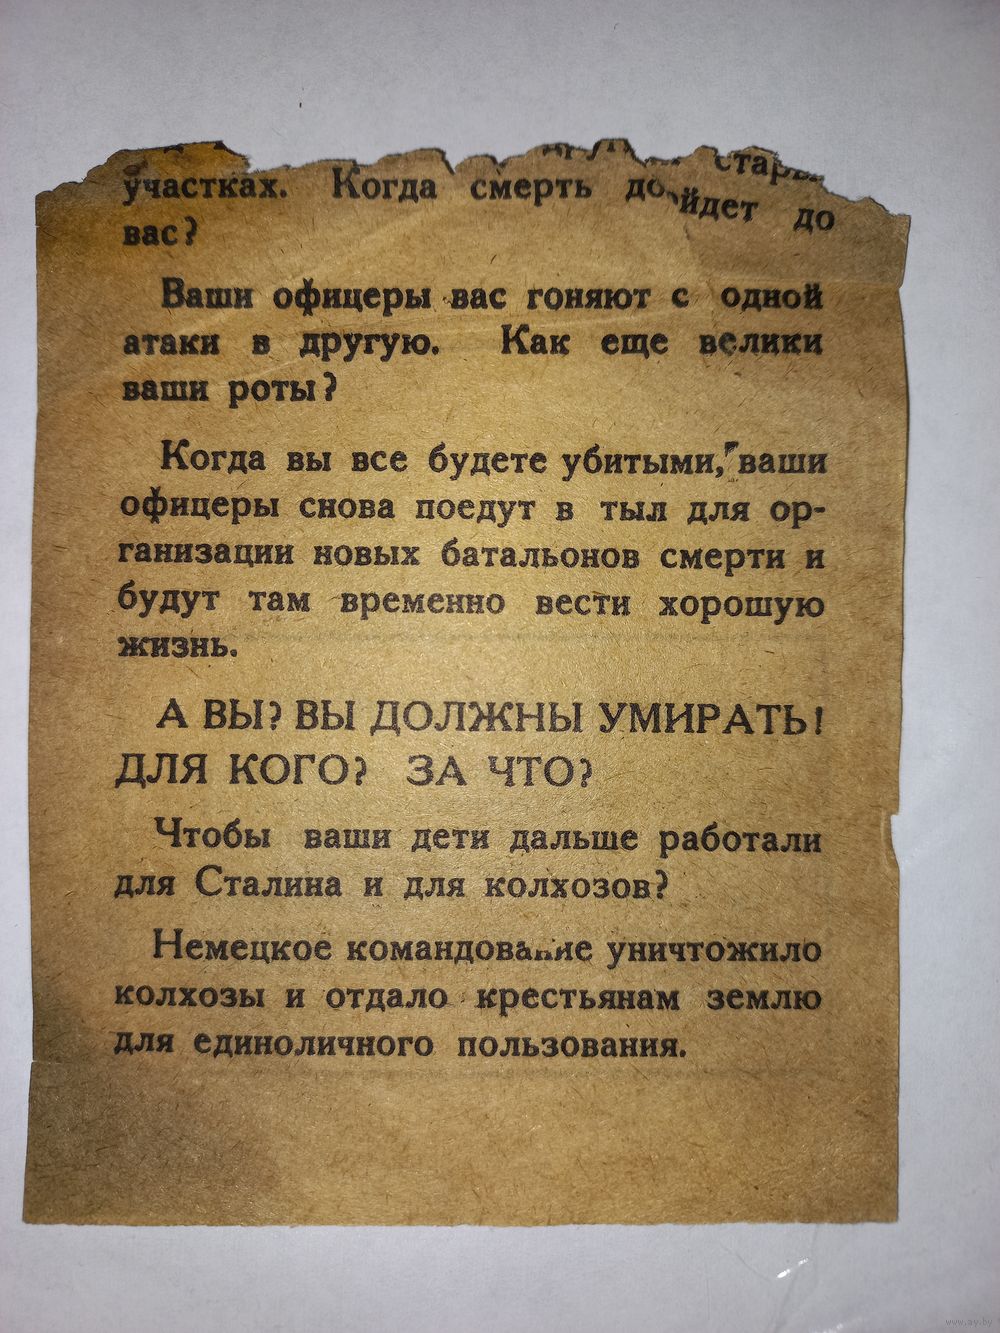 участках. Когда смерть дойдет до
вас?
Ваши офицеры вас гоняют с одной
атаки в другую. Как еще велики
ваши роты?
Когда вы все будете убитыми, ваши
офицеры снова поедут в тыл для ор-
ганизации новых батальонов смерти и
будут там временно вести хорошую
жизнь.
А ВЫ? ВЫ ДОЛЖНЫ УМИРАТЬ!
ДЛЯ КОГО? ЗА ЧТО?
Чтобы ваши дети дальше работали
для Сталина и для колхозов?
Немецкое командование уничтожило
колхозы и отдало крестьянам землю
для единоличного пользования.
www.ay.by